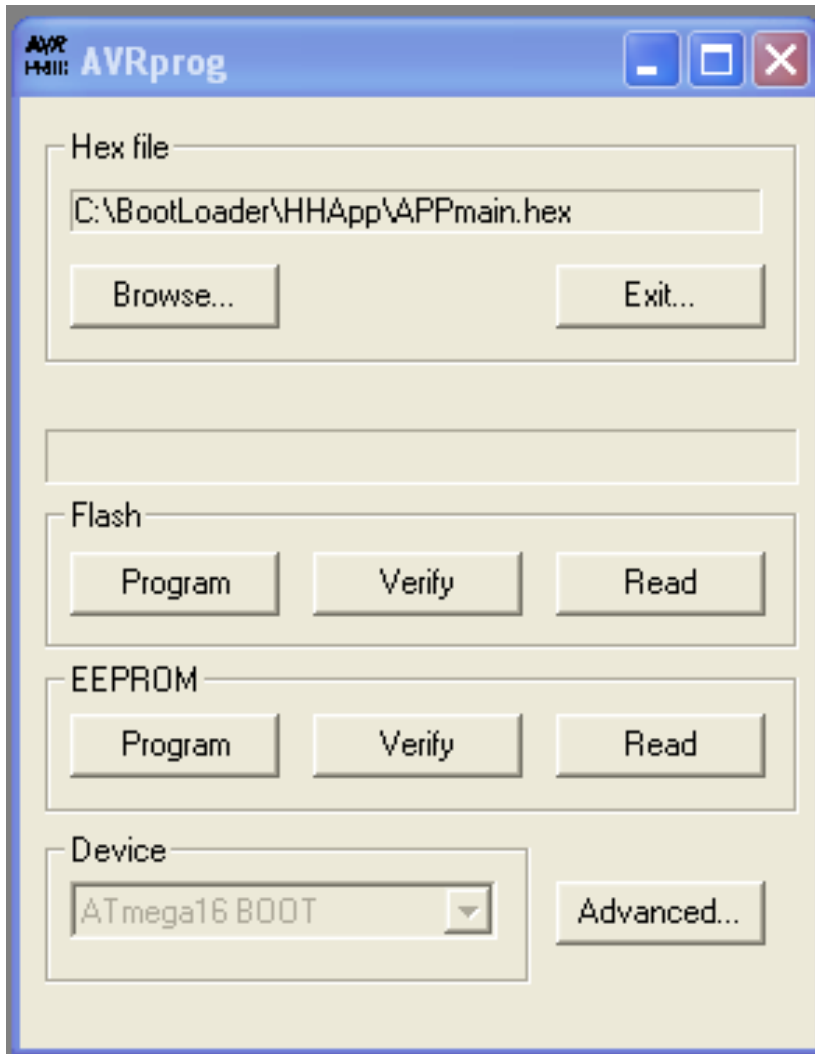 AVRprog
Hex file
C:\BootLoader\HHApp\APPmain.hex
Browse... Exit...
Flash
Program Verify Read
EEPROM
Program Verify Read
Device
ATmega16 BOOT Advanced...